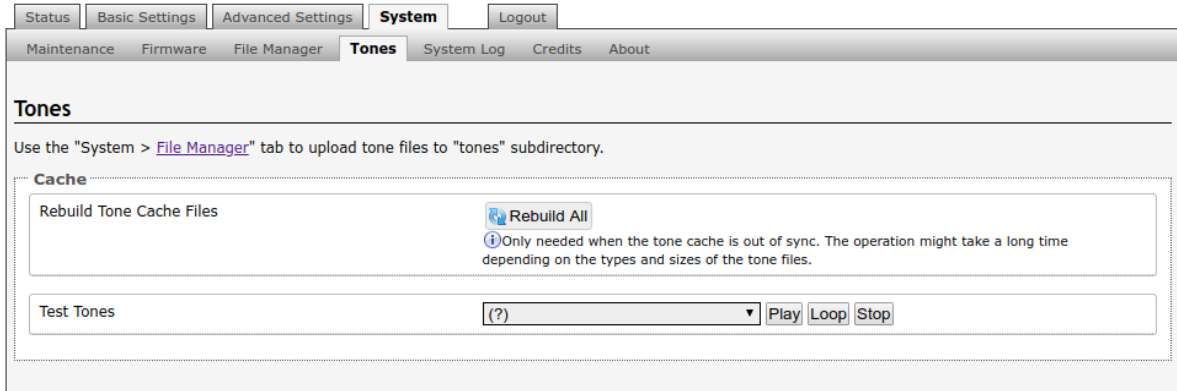 Status Basic Settings Advanced Settings System Logout
Maintenance Firmware File Manager Tones System Log Credits About
Tones
Use the "System > File Manager" tab to upload tone files to "tones" subdirectory.
Cache
Rebuild Tone Cache Files Rebuild All
Only needed when the tone cache is out of sync. The operation might take a long time
depending on the types and sizes of the tone files.
Test Tones (?) Play Loop Stop